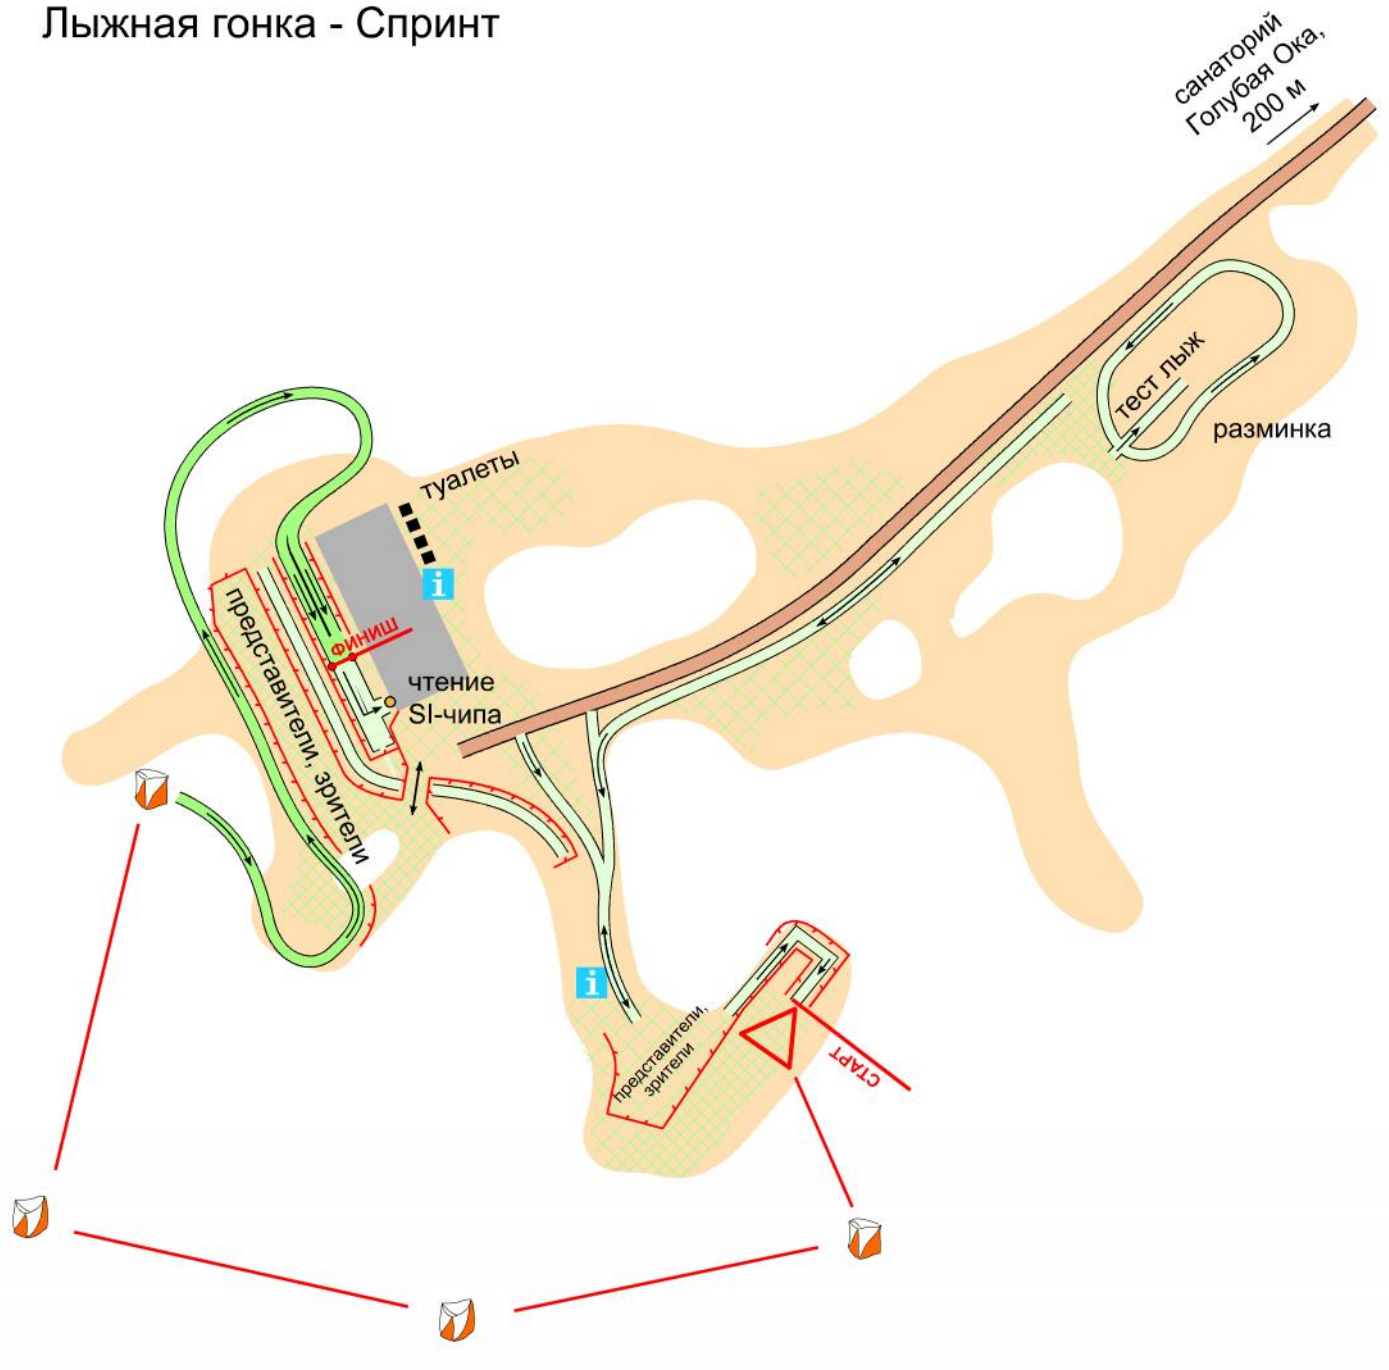 Лыжная гонка - Спринт
санаторий
Голубая Ока,
200 м
тест лыж
разминка
туалеты
i
ФИНИШ
представители, зрители
чтение
SI-чипа
i
представители,
зрители
СТАРТ